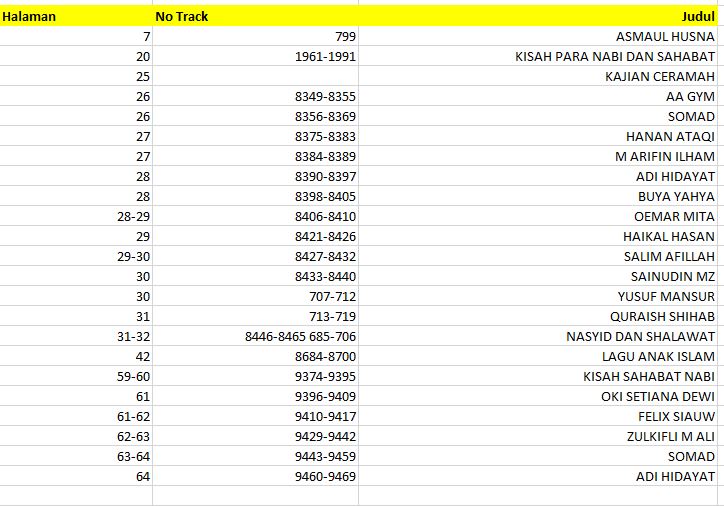 Halaman No Track Judul
7 799 ASMAUL HUSNA
20 1961-1991 KISAH PARA NABI DAN SAHABAT
25 KAJIAN CERAMAH
26 8349-8355 AA GYM
26 8356-8369 SOMAD
27 8375-8383 HANAN ATAQI
27 8384-8389 M ARIFIN ILHAM
28 8390-8397 ADI HIDAYAT
28 8398-8405 BUYA YAHYA
28-29 8406-8410 OEMAR MITA
29 8421-8426 HAIKAL HASAN
29-30 8427-8432 SALIM AFILLAH
30 8433-8440 SAINUDIN MZ
30 707-712 YUSUF MANSUR
31 713-719 QURAISH SHIHAB
31-32 8446-8465 685-706 NASYID DAN SHALAWAT
42 8684-8700 LAGU ANAK ISLAM
59-60 9374-9395 KISAH SAHABAT NABI
61 9396-9409 OKI SETIANA DEWI
61-62 9410-9417 FELIX SIAUW
62-63 9429-9442 ZULKIFLI M ALI
63-64 9443-9459 SOMAD
64 9460-9469 ADI HIDAYAT